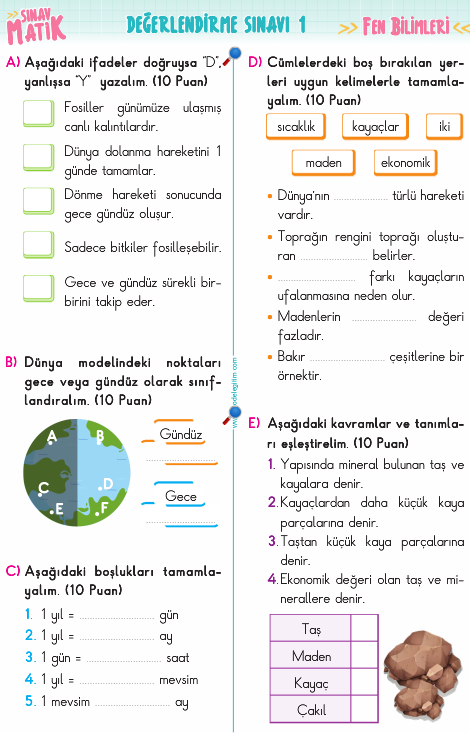 SINAV
MATİK
DEĞERLENDİRME SINAVI 1
>> FEN BİLİMLERİ <<
A) Aşağıdaki ifadeler doğruysa "D",
yanlışsa "Y" yazalım. (10 Puan)
Fosiller günümüze ulaşmış
canlı kalıntılardır.
Dünya dolanma hareketini 1
günde tamamlar.
Dönme hareketi sonucunda
gece gündüz oluşur.
Sadece bitkiler fosilleşebilir.
Gece ve gündüz sürekli bir-
birini takip eder.
B) Dünya modelindeki noktaları
gece veya gündüz olarak sınıf-
landıralım. (10 Puan)
A
B
C
D
E
F
Gündüz
....................
Gece
....................
C) Aşağıdaki boşlukları tamamla-
yalım. (10 Puan)
1. 1 yıl = .................... gün
2. 1 yıl = .................... ay
3. 1 gün = .................... saat
4. 1 yıl = .................... mevsim
5. 1 mevsim .................... ay
D) Cümlelerdeki boş bırakılan yer-
leri uygun kelimelerle tamamla-
yalım. (10 Puan)
sıcaklık
kayaçlar
iki
maden
ekonomik
• Dünya'nın .................... türlü hareketi
vardır.
• Toprağın rengini toprağı oluştu-
ran .................... belirler.
• .................... farkı kayaçların
ufalanmasına neden olur.
• Madenlerin .................... değeri
fazladır.
• Bakır .................... çeşitlerine bir
örnektir.
E) Aşağıdaki kavramlar ve tanımla-
rı eşleştirelim. (10 Puan)
1. Yapısında mineral bulunan taş ve
kayalara denir.
2. Kayaçlardan daha küçük kaya
parçalarına denir.
3. Taştan küçük kaya parçalarına
denir.
4. Ekonomik değeri olan taş ve mi-
nerallere denir.
Taş
Maden
Kayaç
Çakıl